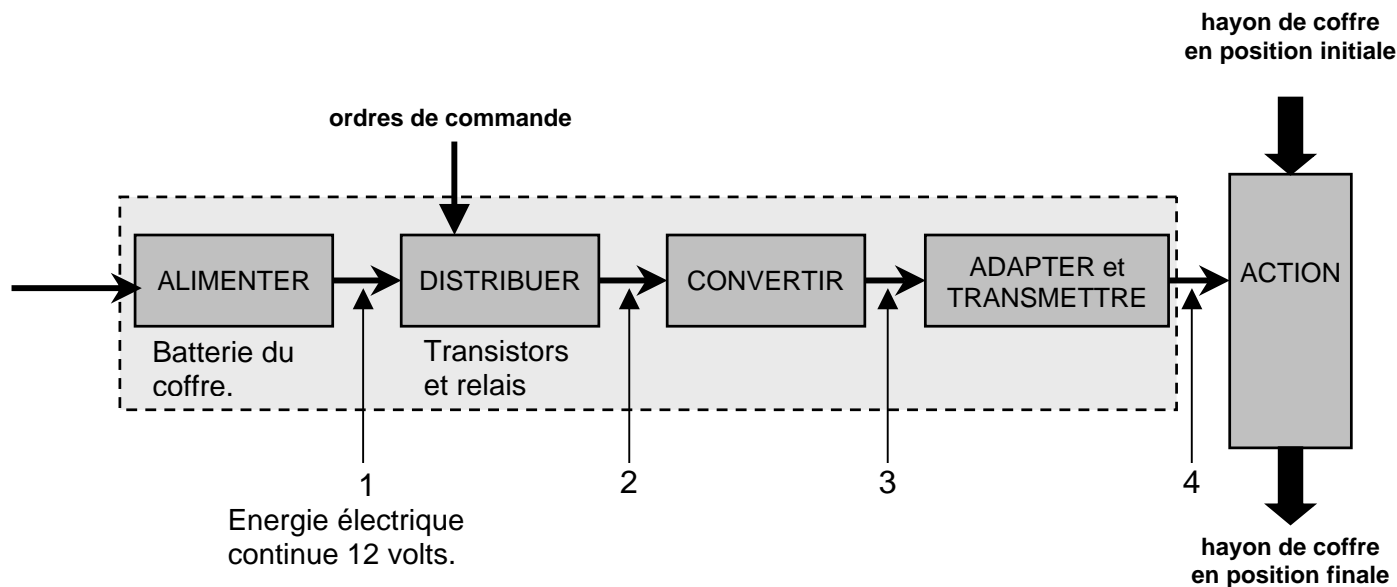 hayon de coffre
en position initiale
ordres de commande
ALIMENTER
DISTRIBUER
CONVERTIR
ADAPTER et
TRANSMETTRE
ACTION
Batterie du
coffre.
Transistors
et relais
1
2
3
4
Energie électrique
continue 12 volts.
hayon de coffre
en position finale